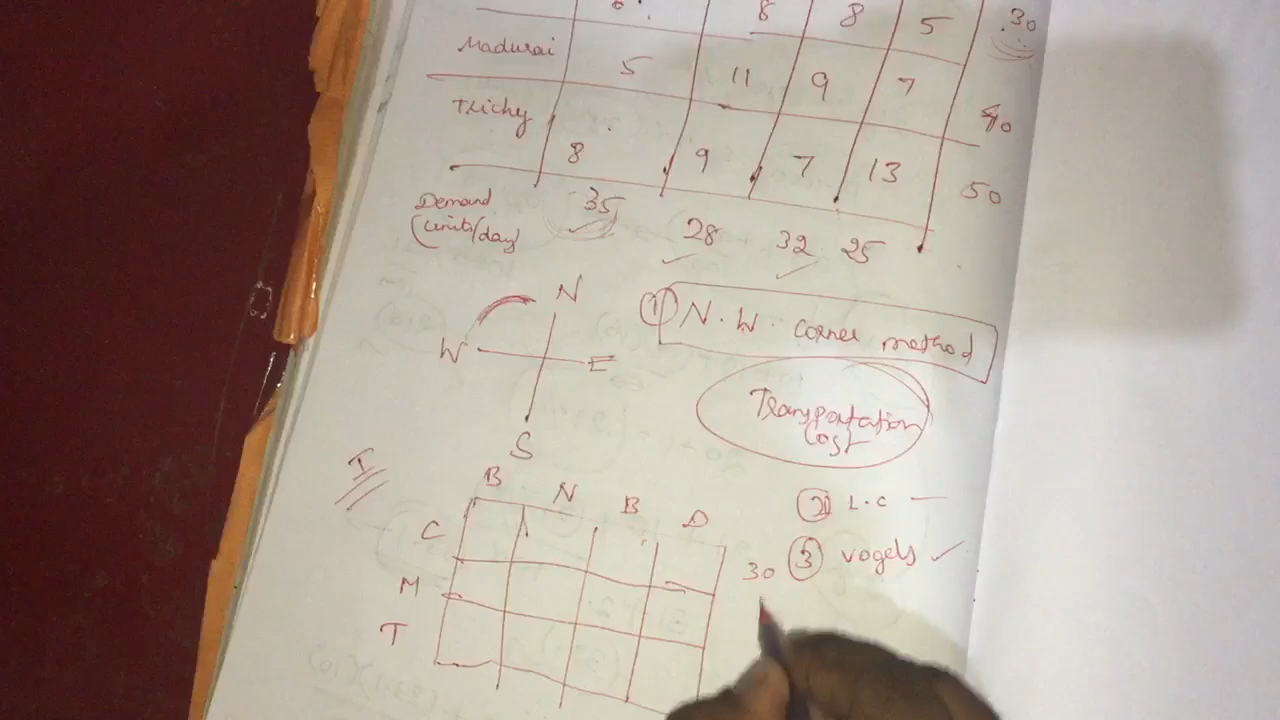 8 8 5 30
Madurai
5 11 9 7 40
Trichy
8 9 7 13 50
Demand
(units/day)
35 28 32 25
N
W E
S
① N.W. corner method
Transportation
Cost
② L.C —
③ Vogels ✓
I
B N B D
C 30
M
T